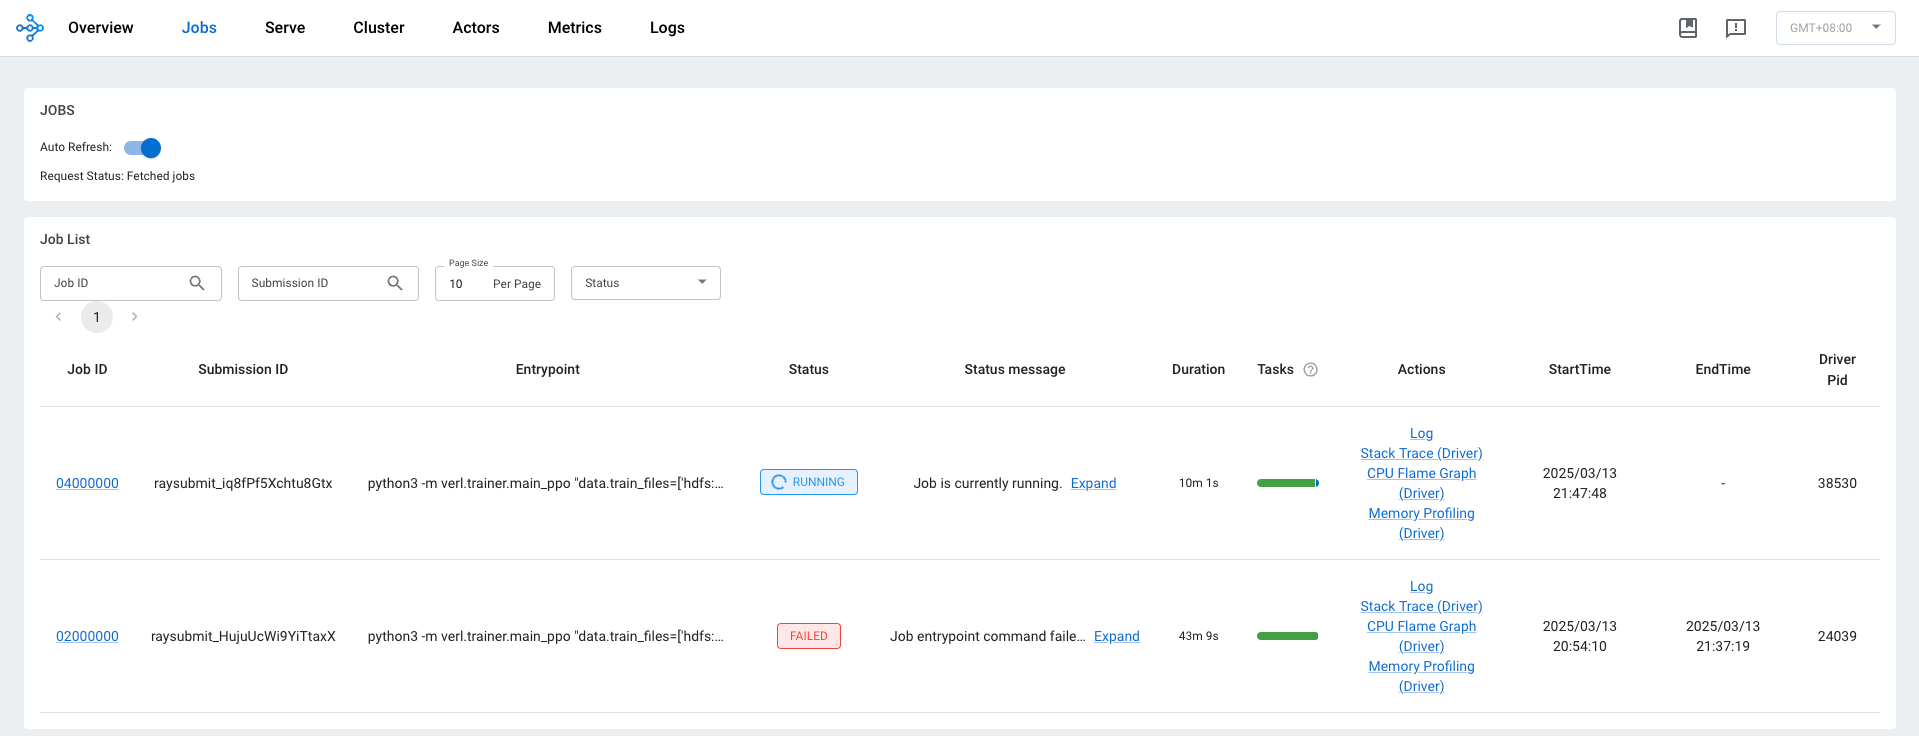 Overview Jobs Serve Cluster Actors Metrics Logs GMT+08:00
JOBS
Auto Refresh:
Request Status: Fetched jobs
Job List
Page Size
Job ID Submission ID 10 Per Page Status
1
Job ID Submission ID Entrypoint Status Status message Duration Tasks ? Actions StartTime EndTime Driver
Pid
Log
Stack Trace (Driver)
CPU Flame Graph
(Driver)
Memory Profiling
(Driver)
04000000 raysubmit_iq8fPf5Xchtu8Gtx python3 -m verl.trainer.main_ppo "data.train_files=['hdfs:... RUNNING Job is currently running. Expand 10m 1s 2025/03/13
21:47:48 - 38530
Log
Stack Trace (Driver)
CPU Flame Graph
(Driver)
Memory Profiling
(Driver)
02000000 raysubmit_HujuUcWi9YiTtaxX python3 -m verl.trainer.main_ppo "data.train_files=['hdfs:... FAILED Job entrypoint command faile... Expand 43m 9s 2025/03/13
20:54:10 2025/03/13
21:37:19 24039